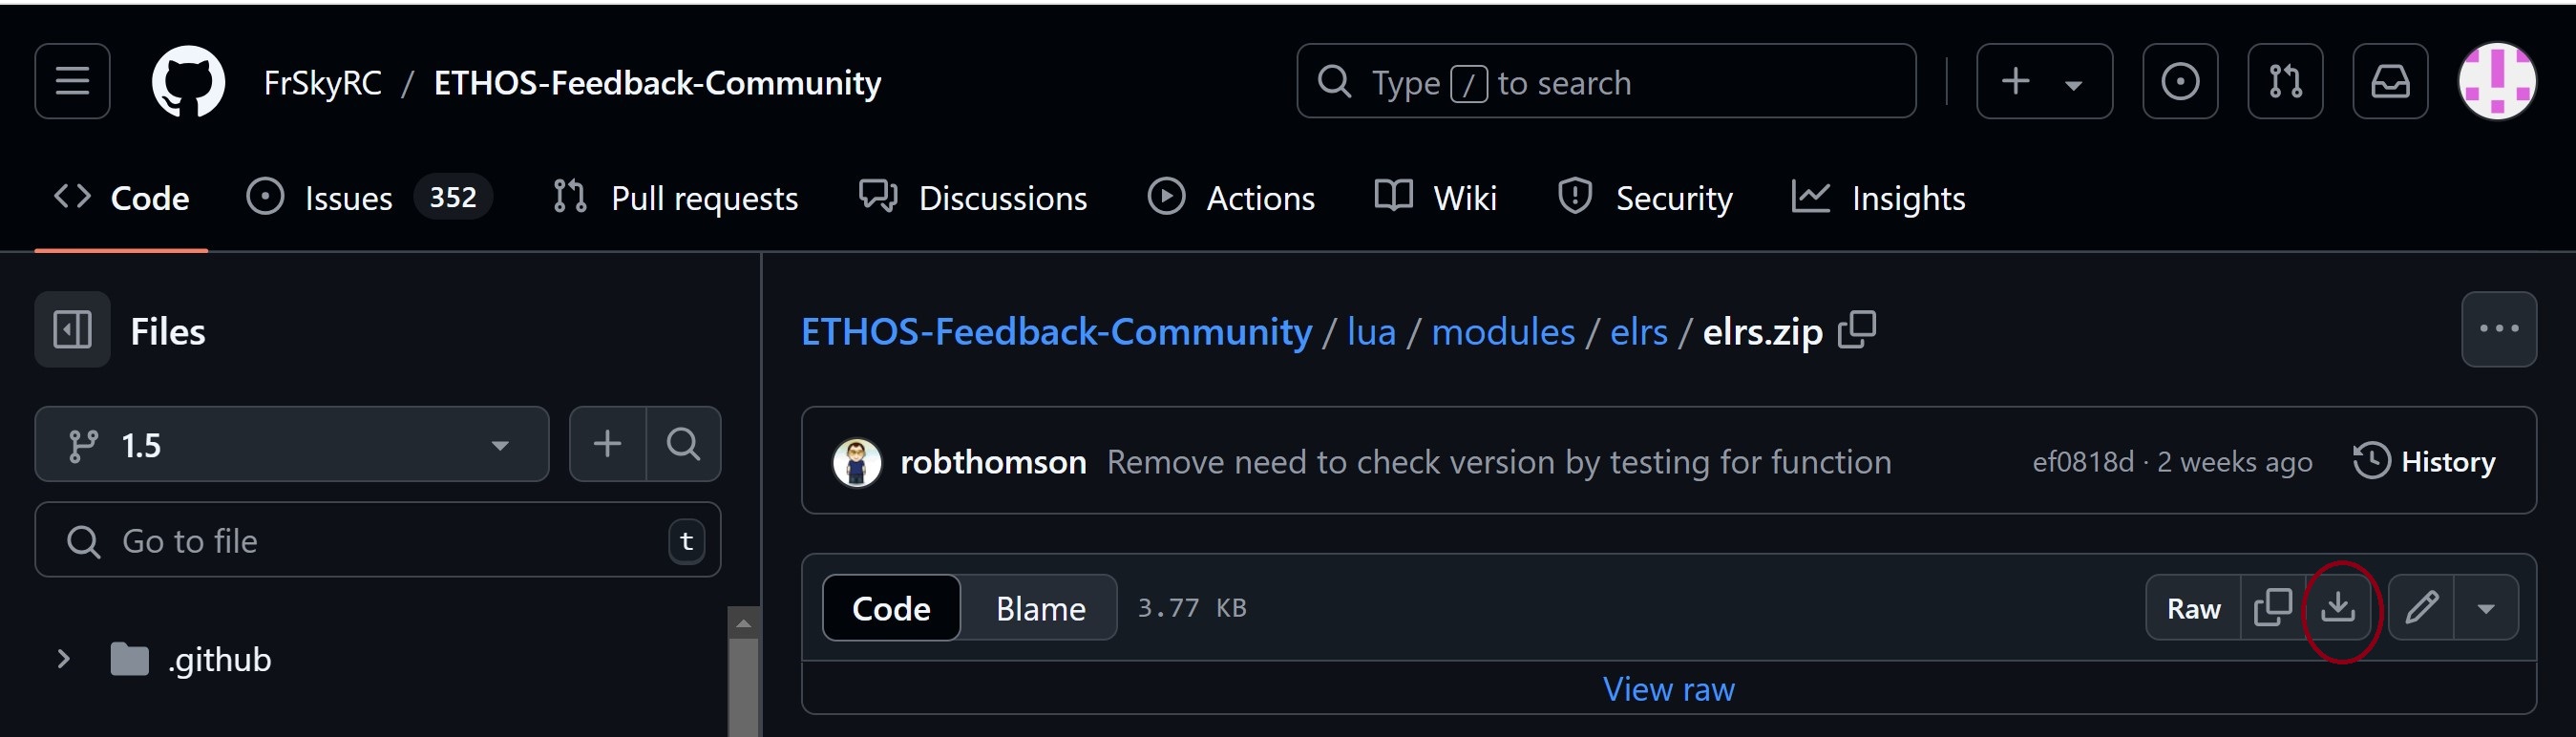 FrSkyRC / ETHOS-Feedback-Community
Type / to search
Code
Issues 352
Pull requests
Discussions
Actions
Wiki
Security
Insights
Files
1.5
Go to file t
.github
ETHOS-Feedback-Community / lua / modules / elrs / elrs.zip
robthomson Remove need to check version by testing for function ef0818d · 2 weeks ago History
Code Blame 3.77 KB Raw
View raw